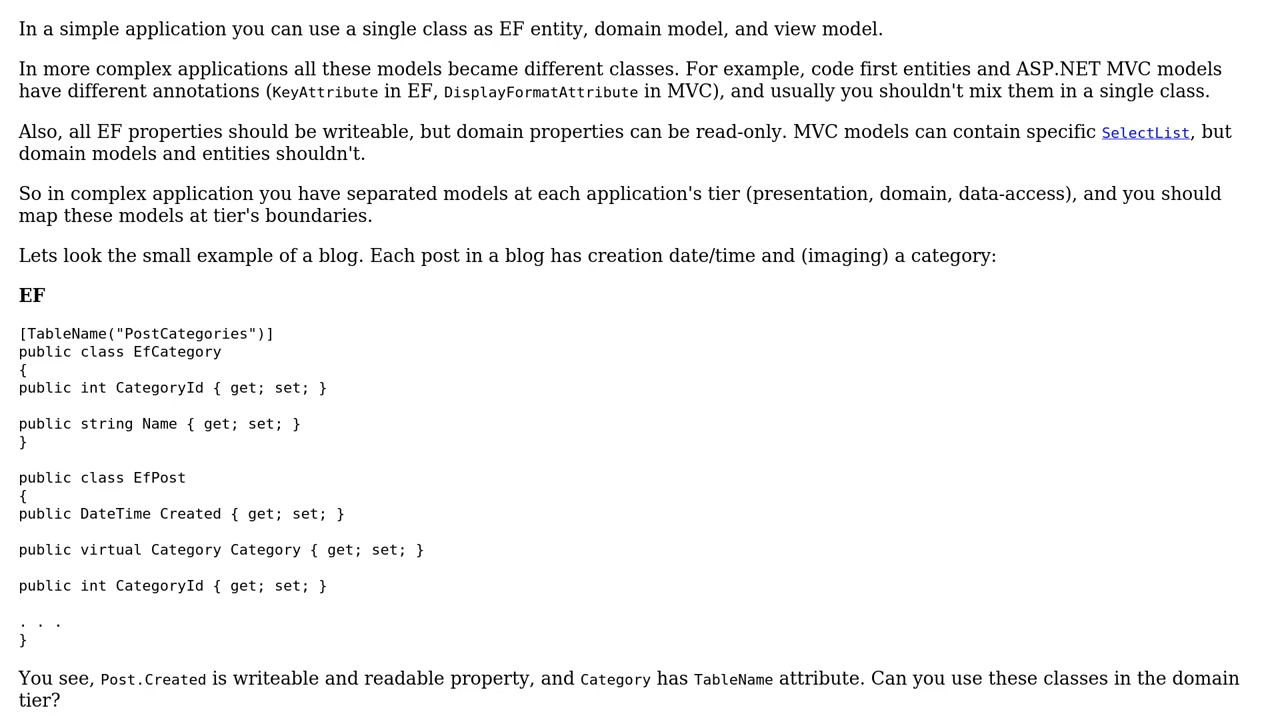 In a simple application you can use a single class as EF entity, domain model, and view model.
In more complex applications all these models became different classes. For example, code first entities and ASP.NET MVC models
have different annotations (KeyAttribute in EF, DisplayFormatAttribute in MVC), and usually you shouldn't mix them in a single class.
Also, all EF properties should be writeable, but domain properties can be read-only. MVC models can contain specific SelectList, but
domain models and entities shouldn't.
So in complex application you have separated models at each application's tier (presentation, domain, data-access), and you should
map these models at tier's boundaries.
Lets look the small example of a blog. Each post in a blog has creation date/time and (imaging) a category:
EF
[TableName("PostCategories")]
public class EfCategory
{
public int CategoryId { get; set; }
public string Name { get; set; }
}
public class EfPost
{
public DateTime Created { get; set; }
public virtual Category Category { get; set; }
public int CategoryId { get; set; }
. . .
}
You see, Post.Created is writeable and readable property, and Category has TableName attribute. Can you use these classes in the domain
tier?